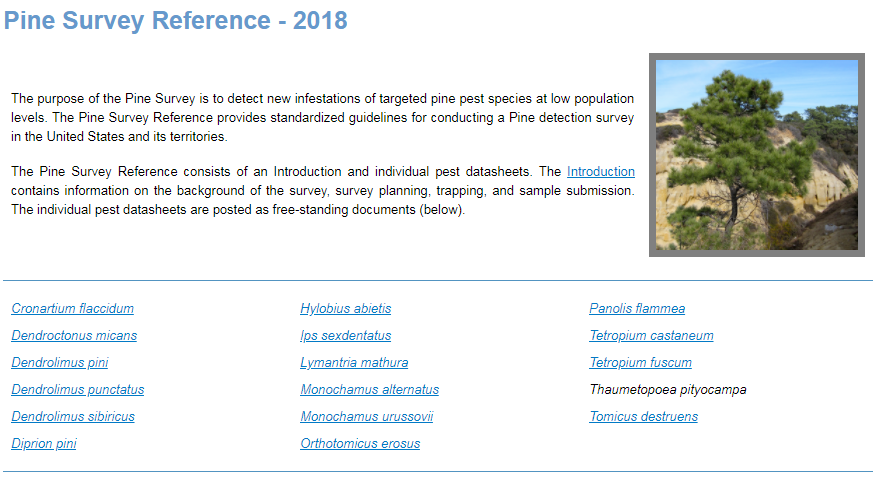 Pine Survey Reference - 2018
The purpose of the Pine Survey is to detect new infestations of targeted pine pest species at low population
levels. The Pine Survey Reference provides standardized guidelines for conducting a Pine detection survey
in the United States and its territories.
The Pine Survey Reference consists of an Introduction and individual pest datasheets. The Introduction
contains information on the background of the survey, survey planning, trapping, and sample submission.
The individual pest datasheets are posted as free-standing documents (below).
Cronartium flaccidum
Dendroctonus micans
Dendrolimus pini
Dendrolimus punctatus
Dendrolimus sibiricus
Diprion pini
Hylobius abietis
Ips sexdentatus
Lymantria mathura
Monochamus alternatus
Monochamus urussovii
Orthotomicus erosus
Panolis flammea
Tetropium castaneum
Tetropium fuscum
Thaumetopoea pityocampa
Tomicus destruens